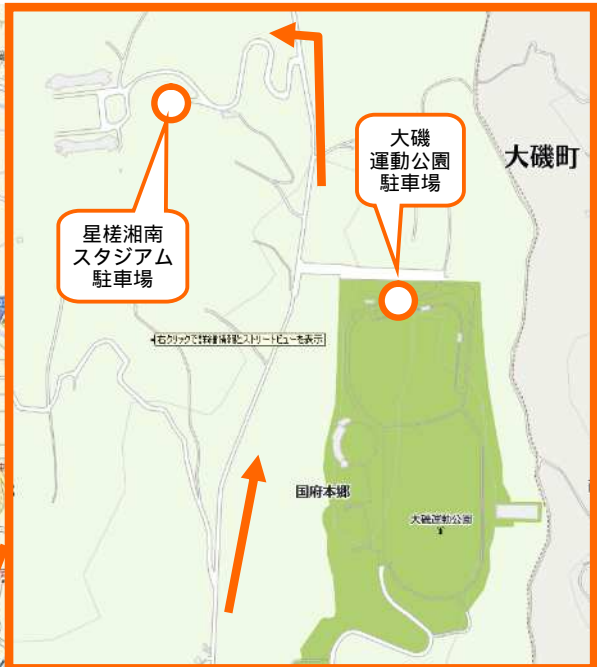 大磯
運動公園
駐車場
大磯町
星槎湘南
スタジアム
駐車場
国府本郷
大磯運動公園